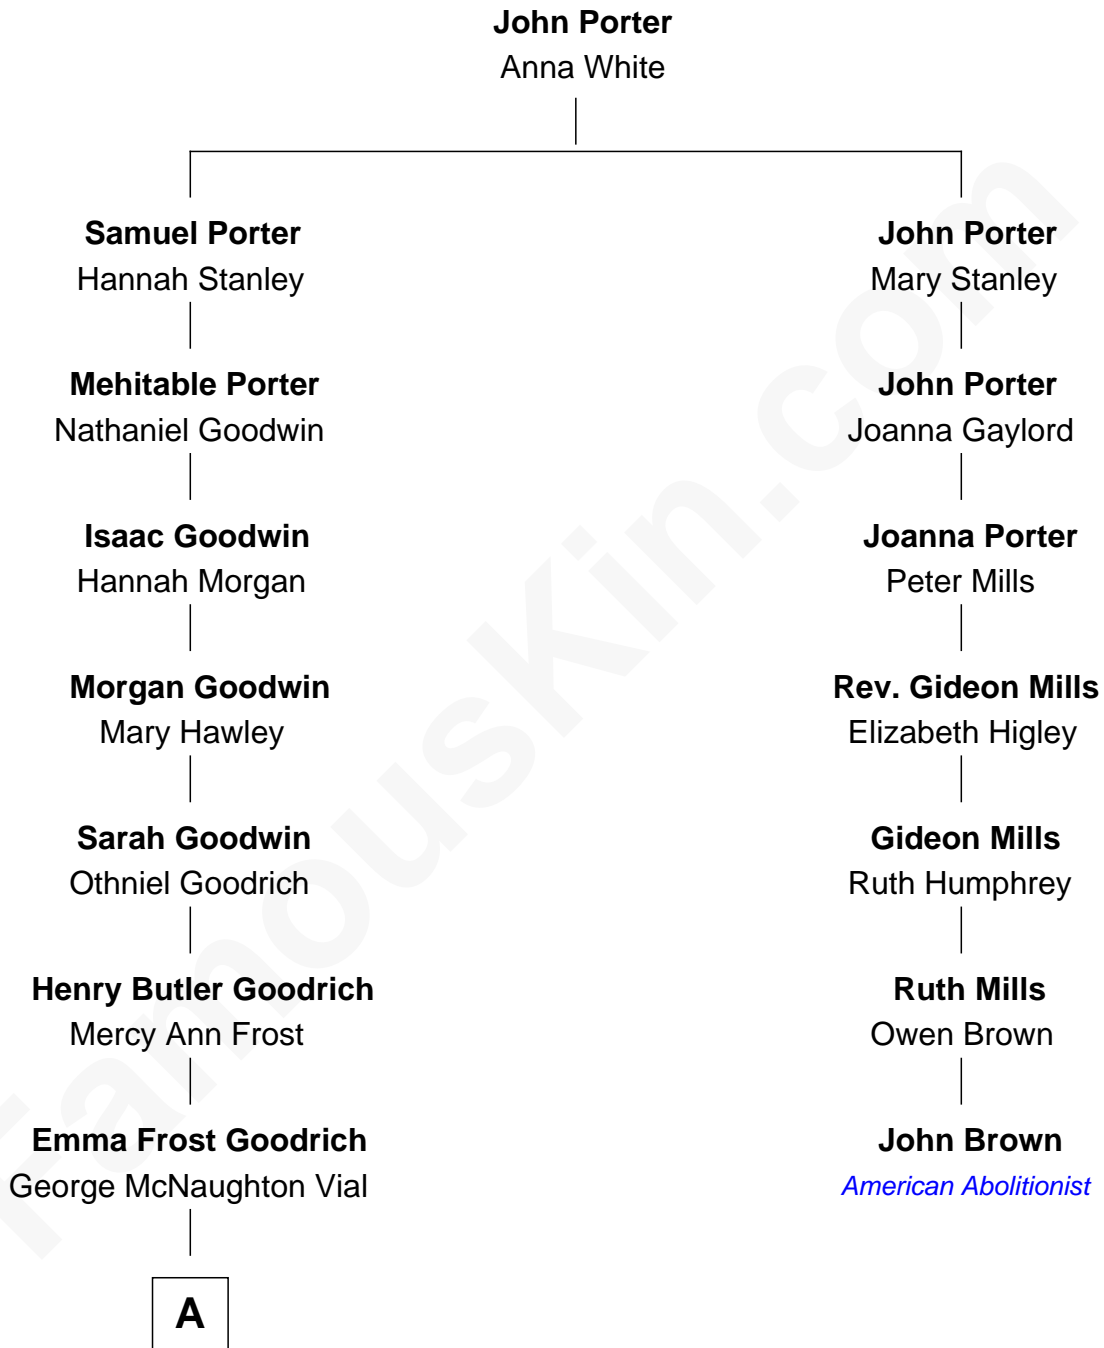 John Porter
Anna White
Samuel Porter
Hannah Stanley
John Porter
Mary Stanley
Mehitable Porter
Nathaniel Goodwin
John Porter
Joanna Gaylord
Isaac Goodwin
Hannah Morgan
Joanna Porter
Peter Mills
Morgan Goodwin
Mary Hawley
Rev. Gideon Mills
Elizabeth Higley
Sarah Goodwin
Othniel Goodrich
Gideon Mills
Ruth Humphrey
Henry Butler Goodrich
Mercy Ann Frost
Ruth Mills
Owen Brown
Emma Frost Goodrich
George McNaughton Vial
John Brown
American Abolitionist
A
FamousKin.com